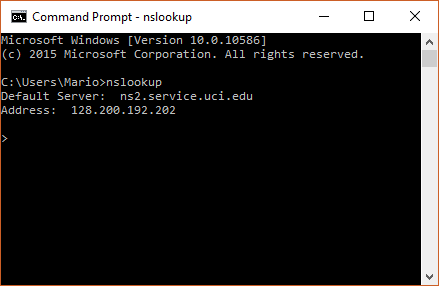 Command Prompt - nslookup
Microsoft Windows [Version 10.0.10586]
(c) 2015 Microsoft Corporation. All rights reserved.
C:\Users\Mario>nslookup
Default Server:  ns2.service.uci.edu
Address:  128.200.192.202
>